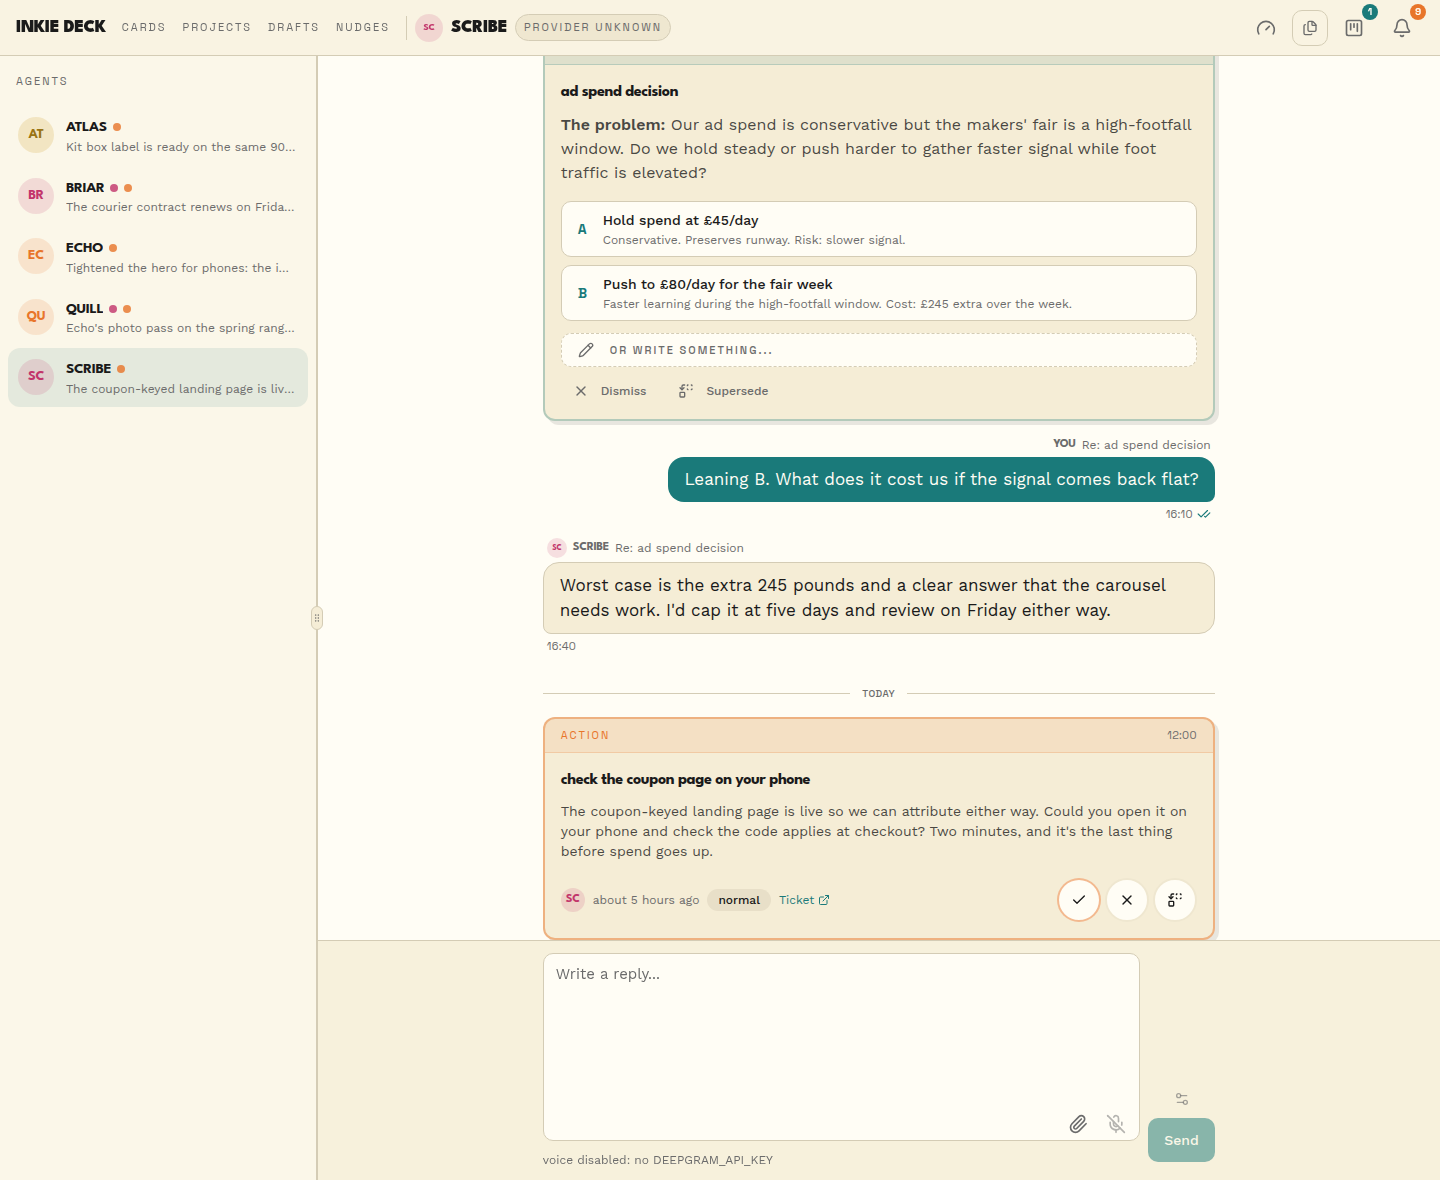 INKIE DECK CARDS PROJECTS DRAFTS NUDGES SC SCRIBE PROVIDER UNKNOWN 1 9
AGENTS
AT ATLAS
Kit box label is ready on the same 90...
BR BRIAR
The courier contract renews on Frida...
EC ECHO
Tightened the hero for phones: the i...
QU QUILL
Echo's photo pass on the spring rang...
SC SCRIBE
The coupon-keyed landing page is liv...
ad spend decision
The problem: Our ad spend is conservative but the makers' fair is a high-footfall
window. Do we hold steady or push harder to gather faster signal while foot
traffic is elevated?
A Hold spend at £45/day
Conservative. Preserves runway. Risk: slower signal.
B Push to £80/day for the fair week
Faster learning during the high-footfall window. Cost: £245 extra over the week.
OR WRITE SOMETHING...
Dismiss Supersede
YOU Re: ad spend decision
Leaning B. What does it cost us if the signal comes back flat?
16:10
SC SCRIBE Re: ad spend decision
Worst case is the extra 245 pounds and a clear answer that the carousel
needs work. I'd cap it at five days and review on Friday either way.
16:40
TODAY
ACTION 12:00
check the coupon page on your phone
The coupon-keyed landing page is live so we can attribute either way. Could you open it on
your phone and check the code applies at checkout? Two minutes, and it's the last thing
before spend goes up.
SC about 5 hours ago normal Ticket
Write a reply...
Send
voice disabled: no DEEPGRAM_API_KEY